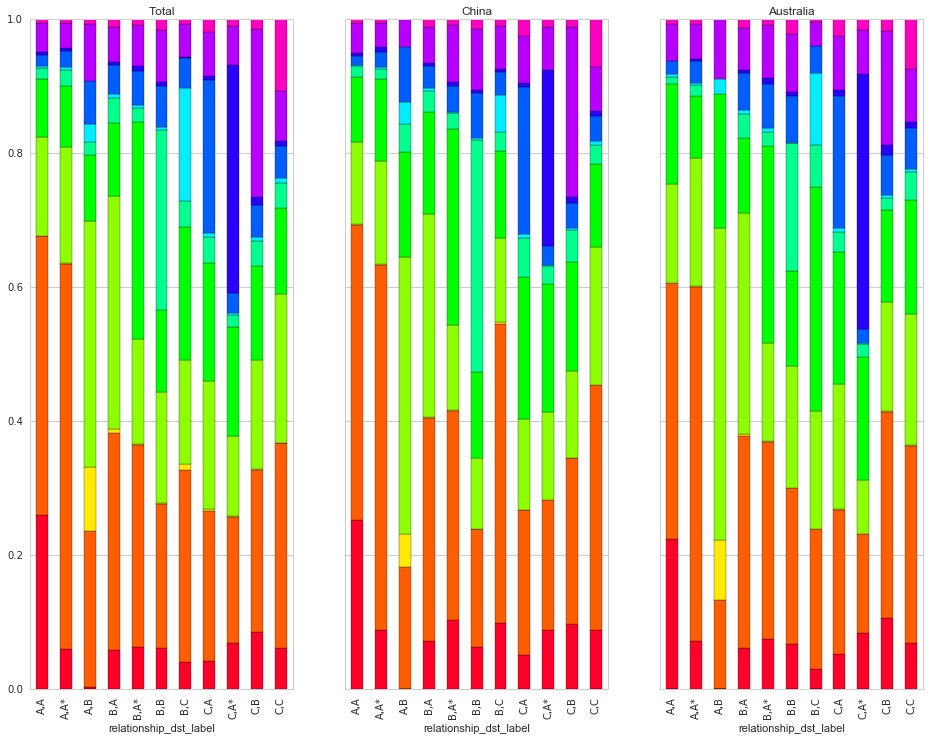 Total
China
Australia
1.0
0.8
0.6
0.4
0.2
0.0
A,A A,A* A,B B,A B,A* B,B B,C C,A C,A* C,B C,C
A,A A,A* A,B B,A B,A* B,B B,C C,A C,A* C,B C,C
A,A A,A* A,B B,A B,A* B,B B,C C,A C,A* C,B C,C
relationship_dst_label
relationship_dst_label
relationship_dst_label